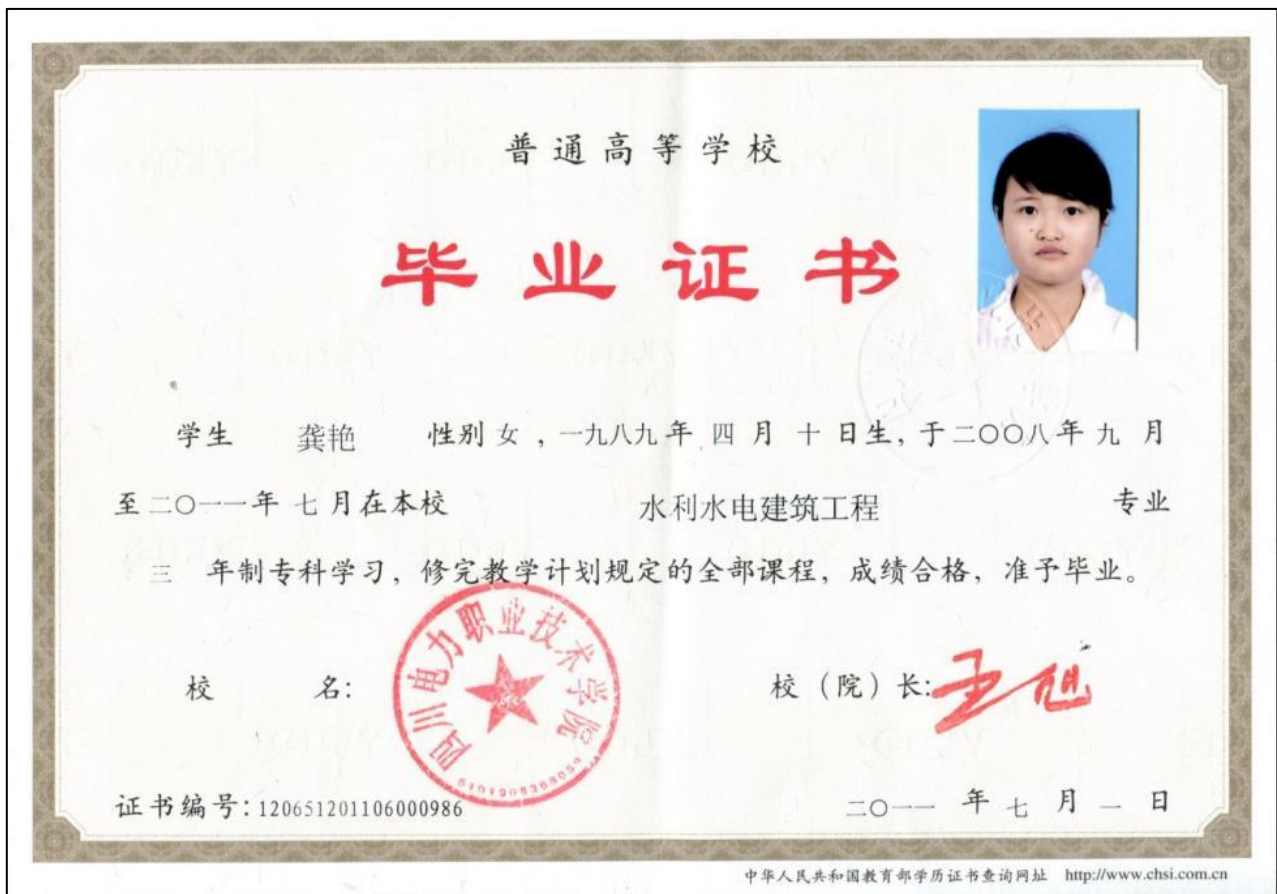 普通高等学校
毕业证书
学生 龚艳 性别 女 ，一九八九 年 四 月 十 日生，于 二〇〇八 年 九 月
至 二〇一一 年 七 月在本校 水利水电建筑工程 专业
三 年制专科学习，修完教学计划规定的全部课程，成绩合格，准予毕业。
校 名：
四川电力职业技术学院
校（院）长：王旭
证书编号：120651201106000986
二〇一一 年 七 月 一 日
中华人民共和国教育部学历证书查询网址 http://www.chsi.com.cn